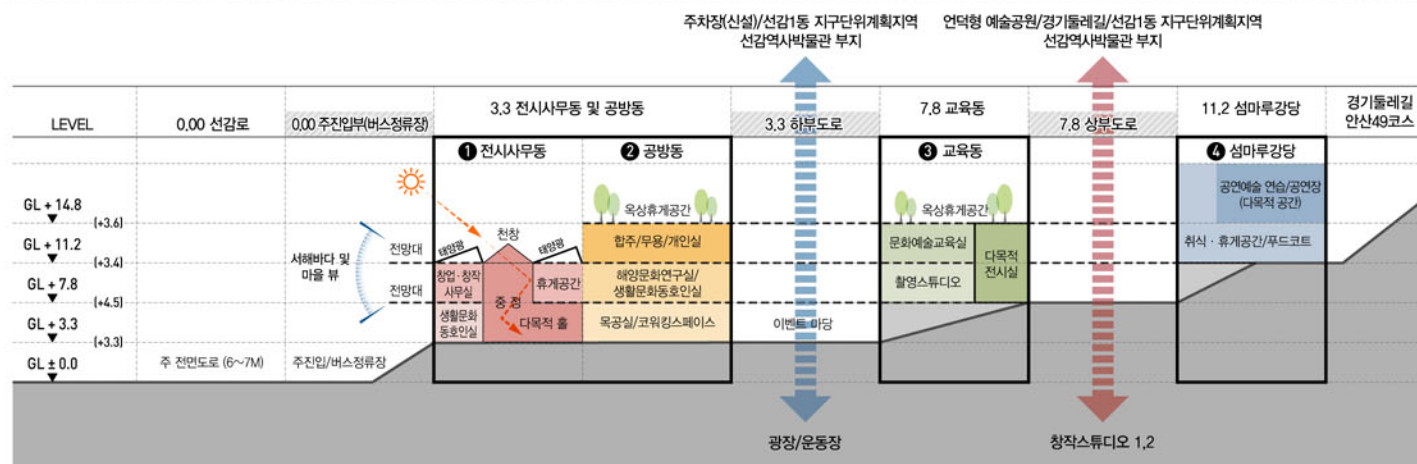 주차장(신설)/선감1동 지구단위계획지역
선감역사박물관 부지
언덕형 예술공원/경기둘레길/선감1동 지구단위계획지역
선감역사박물관 부지
LEVEL
0.00 선감로
0.00 주진입부(버스정류장)
3.3 전시사무동 및 공방동
3.3 하부도로
7.8 교육동
7.8 상부도로
11.2 섬마루강당
경기둘레길
안산49코스
❶ 전시사무동
❷ 공방동
❸ 교육동
❹ 섬마루강당
GL + 14.8
[+3.6]
GL + 11.2
[+3.4]
GL + 7.8
[+4.5]
GL + 3.3
[+3.3]
GL ± 0.0
서해바다 및
마을 뷰
전망대
전망대
태양광
천창
태양광
창업·창작
사무실
중 정
휴게공간
생활문화
동호인실
다목적 홀
옥상휴게공간
합주/무용/개인실
해양문화연구실/
생활문화동호인실
목공실/코워킹스페이스
이벤트 마당
옥상휴게공간
문화예술교육실
촬영스튜디오
다목적
전시실
공연예술 연습/공연장
(다목적 공간)
취식·휴게공간/푸드코트
주 전면도로 (6~7M)
주진입/버스정류장
광장/운동장
창작스튜디오 1,2